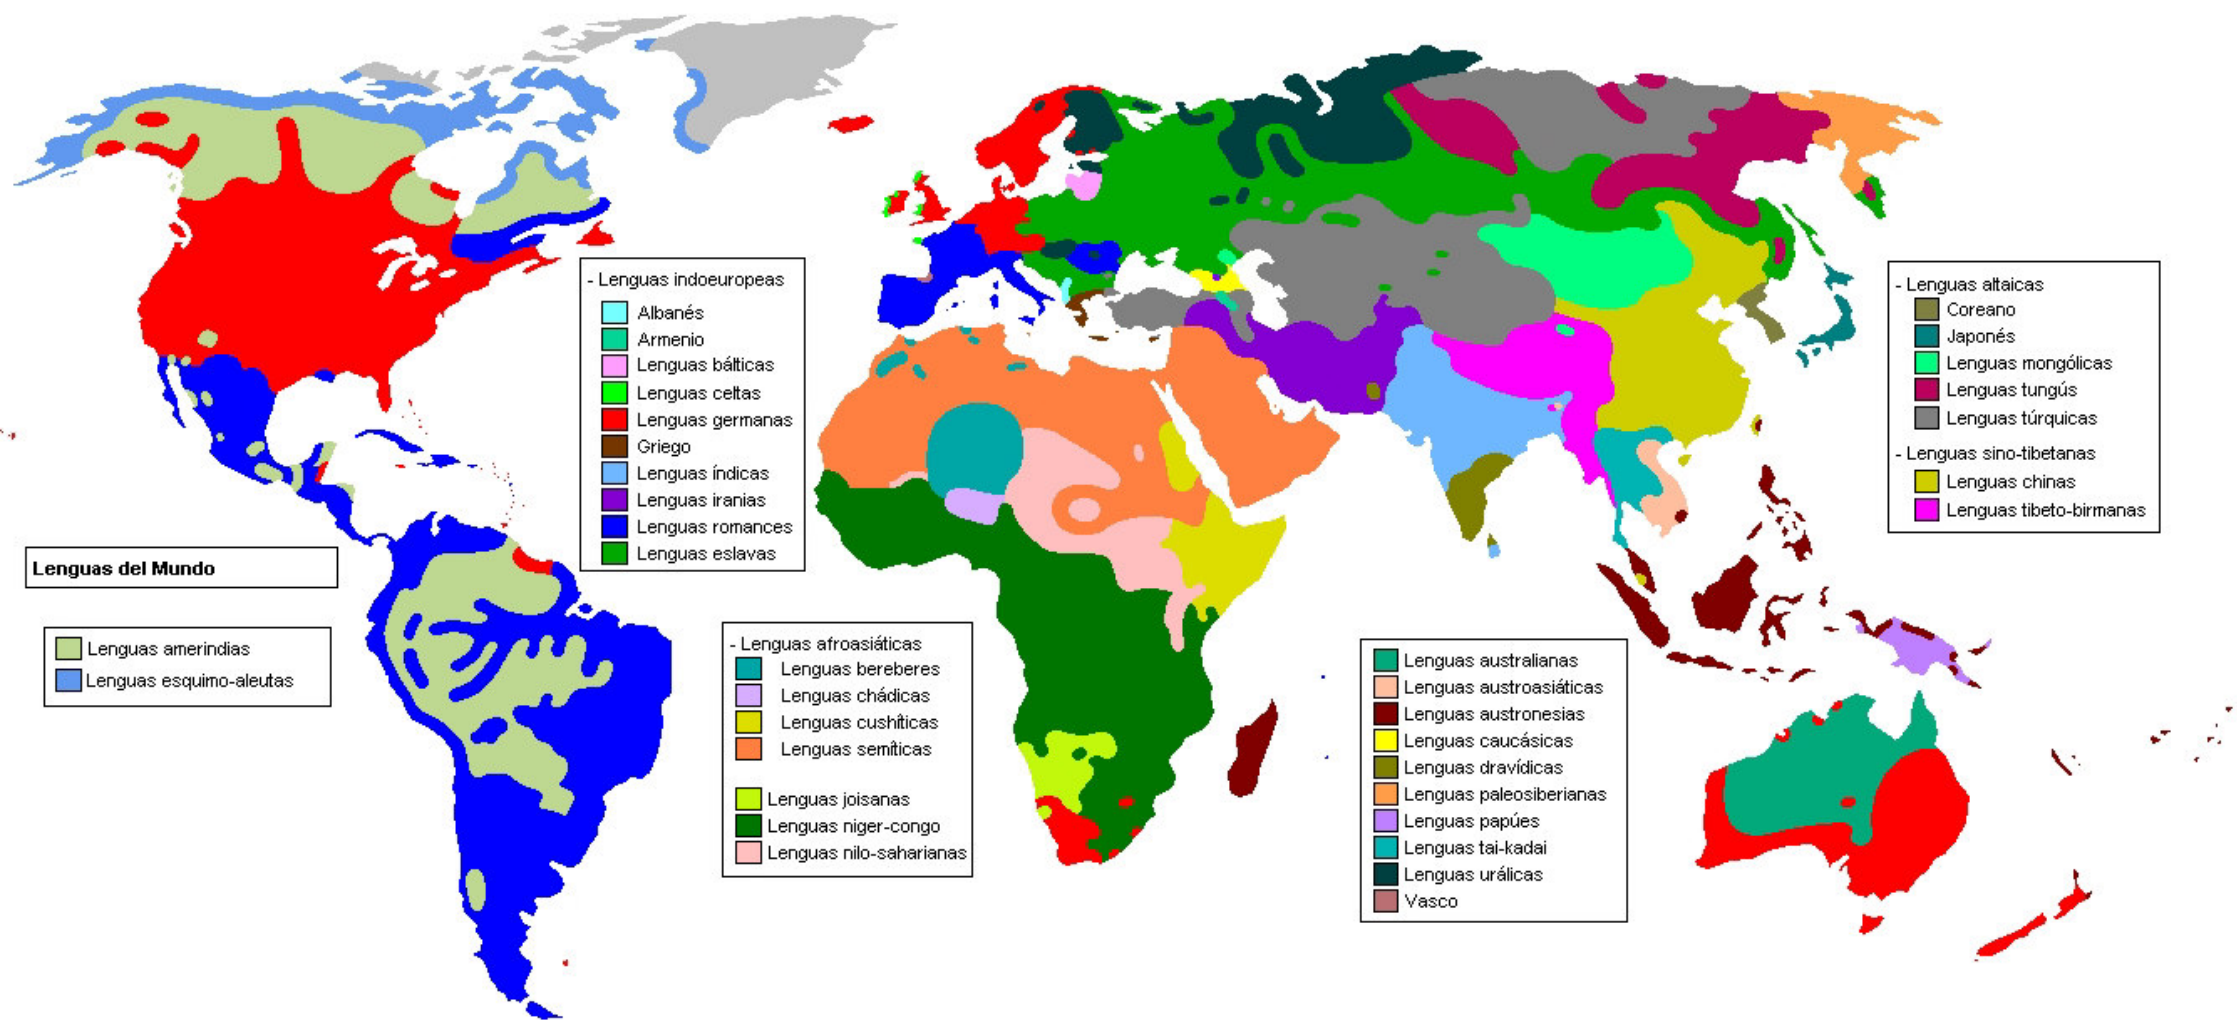 - Lenguas indoeuropeas
Albanés
Armenio
Lenguas bálticas
Lenguas celtas
Lenguas germanas
Griego
Lenguas índicas
Lenguas iranias
Lenguas romances
Lenguas eslavas
Lenguas del Mundo
Lenguas amerindias
Lenguas esquimo-aleutas
- Lenguas afroasiáticas
Lenguas bereberes
Lenguas chádicas
Lenguas cushíticas
Lenguas semíticas
Lenguas joisanas
Lenguas niger-congo
Lenguas nilo-saharianas
Lenguas australianas
Lenguas austroasiáticas
Lenguas austronesias
Lenguas caucásicas
Lenguas dravídicas
Lenguas paleosiberianas
Lenguas papúes
Lenguas tai-kadai
Lenguas urálicas
Vasco
- Lenguas altaicas
Coreano
Japonés
Lenguas mongólicas
Lenguas tungús
Lenguas túrquicas
- Lenguas sino-tibetanas
Lenguas chinas
Lenguas tibeto-birmanas